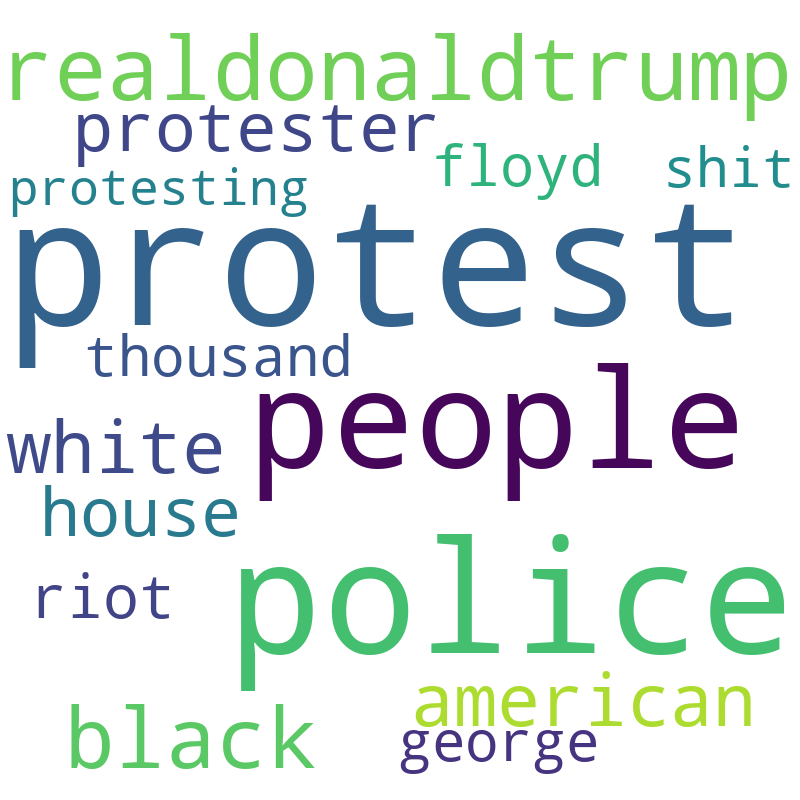 realdonaldtrump
protester
floyd shit
protesting
protest
thousand
people
white
house
police
riot
american
black
george